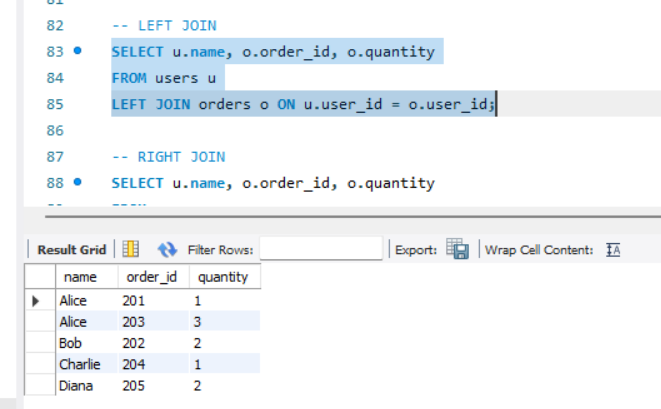 82 -- LEFT JOIN
83 SELECT u.name, o.order_id, o.quantity
84 FROM users u
85 LEFT JOIN orders o ON u.user_id = o.user_id;
86
87 -- RIGHT JOIN
88 SELECT u.name, o.order_id, o.quantity
Result Grid Filter Rows: Export: Wrap Cell Content:
name order_id quantity
Alice 201 1
Alice 203 3
Bob 202 2
Charlie 204 1
Diana 205 2